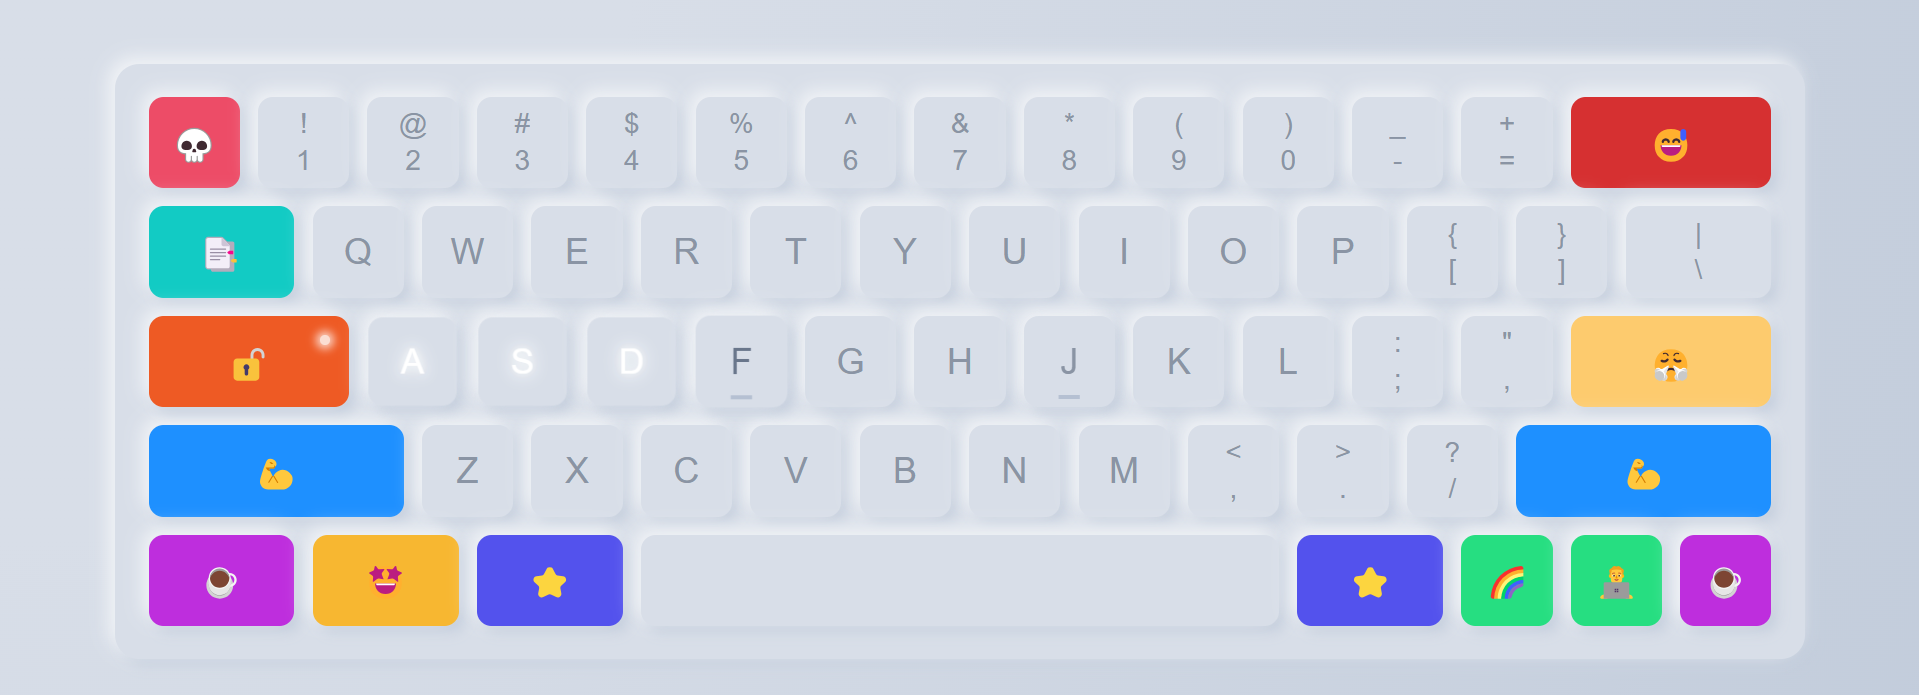 ! @ # $ % ^ & * ( ) _ +
1 2 3 4 5 6 7 8 9 0 - =
Q W E R T Y U I O P { } |
[ ] \
A S D F G H J K L : "
; ,
Z X C V B N M < > ?
, . /